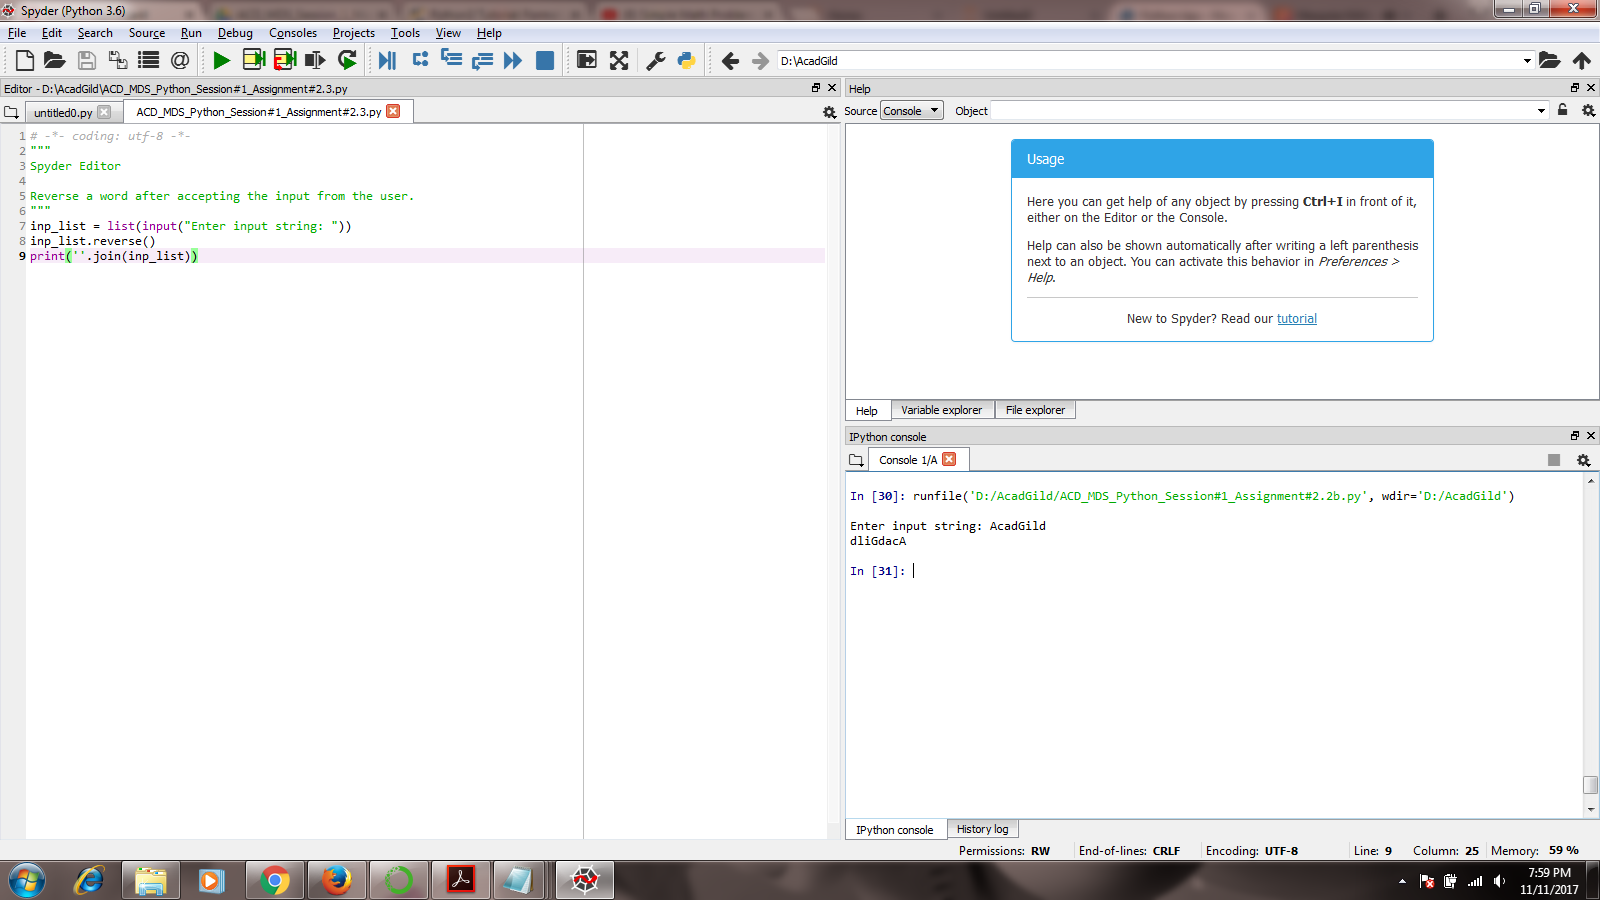 Spyder (Python 3.6)
File Edit Search Source Run Debug Consoles Projects Tools View Help
D:\AcadGild
Editor - D:\AcadGild\ACD_MDS_Python_Session#1_Assignment#2.3.py
untitled0.py ACD_MDS_Python_Session#1_Assignment#2.3.py
1 # -*- coding: utf-8 -*-
2 """
3 Spyder Editor
4
5 Reverse a word after accepting the input from the user.
6 """
7 inp_list = list(input("Enter input string: "))
8 inp_list.reverse()
9 print(''.join(inp_list))
Help
Source Console Object
Usage
Here you can get help of any object by pressing Ctrl+I in front of it,
either on the Editor or the Console.
Help can also be shown automatically after writing a left parenthesis
next to an object. You can activate this behavior in Preferences >
Help.
New to Spyder? Read our tutorial
Help Variable explorer File explorer
IPython console
Console 1/A
In [30]: runfile('D:/AcadGild/ACD_MDS_Python_Session#1_Assignment#2.2b.py', wdir='D:/AcadGild')
Enter input string: AcadGild
dliGdacA
In [31]:
IPython console History log
Permissions: RW End-of-lines: CRLF Encoding: UTF-8 Line: 9 Column: 25 Memory: 59 %
7:59 PM
11/11/2017